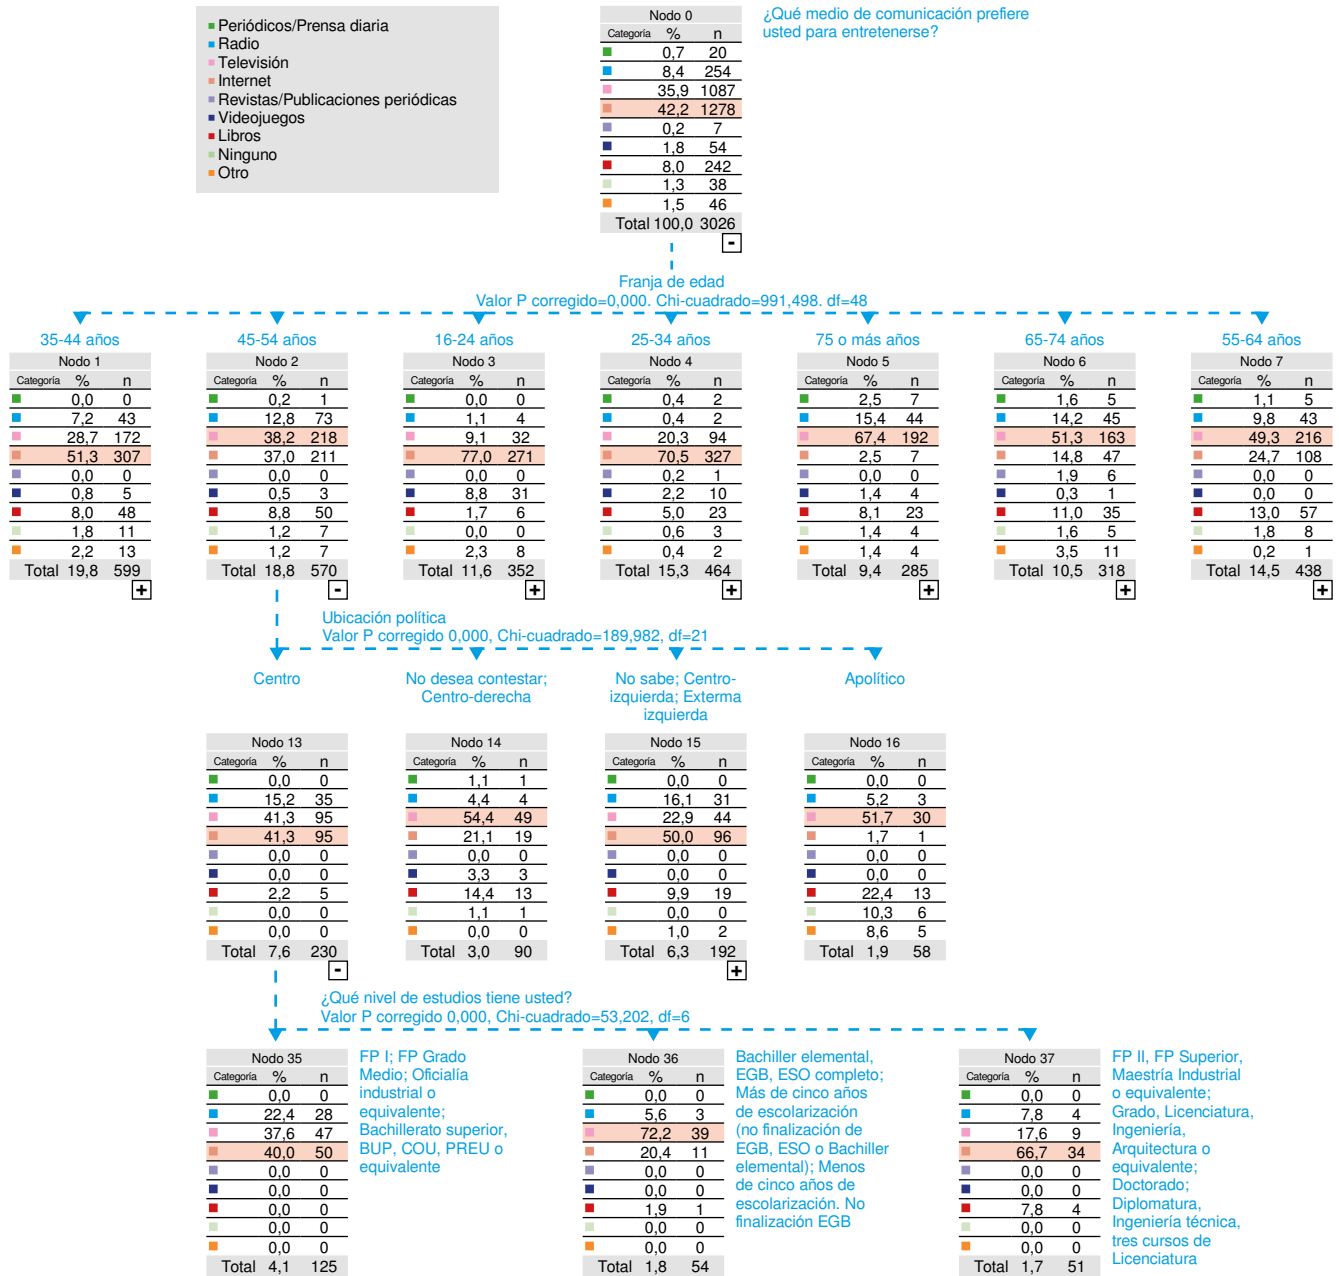 Periódicos/Prensa diaria
Radio
Televisión
Internet
Revistas/Publicaciones periódicas
Videojuegos
Libros
Ninguno
Otro
Nodo 0
Categoría % n
0,7 20
8,4 254
35,9 1087
42,2 1278
0,2 7
1,8 54
8,0 242
1,3 38
1,5 46
Total 100,0 3026
-
¿Qué medio de comunicación prefiere
usted para entretenerse?
Franja de edad
Valor P corregido=0,000. Chi-cuadrado=991,498. df=48
35-44 años
Nodo 1
Categoría % n
0,0 0
7,2 43
28,7 172
51,3 307
0,0 0
0,8 5
8,0 48
1,8 11
2,2 13
Total 19,8 599
+
45-54 años
Nodo 2
Categoría % n
0,2 1
12,8 73
38,2 218
37,0 211
0,0 0
0,5 3
8,8 50
1,2 7
1,2 7
Total 18,8 570
-
16-24 años
Nodo 3
Categoría % n
0,0 0
1,1 4
9,1 32
77,0 271
0,0 0
8,8 31
1,7 6
0,0 0
2,3 8
Total 11,6 352
+
25-34 años
Nodo 4
Categoría % n
0,4 2
0,4 2
20,3 94
70,5 327
0,2 1
2,2 10
5,0 23
0,6 3
0,4 2
Total 15,3 464
+
75 o más años
Nodo 5
Categoría % n
2,5 7
15,4 44
67,4 192
2,5 7
0,0 0
1,4 4
8,1 23
1,4 4
1,4 4
Total 9,4 285
+
65-74 años
Nodo 6
Categoría % n
1,6 5
14,2 45
51,3 163
14,8 47
1,9 6
0,3 1
11,0 35
1,6 5
3,5 11
Total 10,5 318
+
55-64 años
Nodo 7
Categoría % n
1,1 5
9,8 43
49,3 216
24,7 108
0,0 0
0,0 0
13,0 57
1,8 8
0,2 1
Total 14,5 438
+
Ubicación política
Valor P corregido 0,000, Chi-cuadrado=189,982, df=21
Centro
Nodo 13
Categoría % n
0,0 0
15,2 35
41,3 95
41,3 95
0,0 0
0,0 0
2,2 5
0,0 0
0,0 0
Total 7,6 230
-
No desea contestar;
Centro-derecha
Nodo 14
Categoría % n
1,1 1
4,4 4
54,4 49
21,1 19
0,0 0
3,3 3
14,4 13
1,1 1
0,0 0
Total 3,0 90
No sabe; Centro-
izquierda; Exterma
izquierda
Nodo 15
Categoría % n
0,0 0
16,1 31
22,9 44
50,0 96
0,0 0
0,0 0
9,9 19
0,0 0
1,0 2
Total 6,3 192
+
Apolítico
Nodo 16
Categoría % n
0,0 0
5,2 3
51,7 30
1,7 1
0,0 0
0,0 0
22,4 13
10,3 6
8,6 5
Total 1,9 58
¿Qué nivel de estudios tiene usted?
Valor P corregido 0,000, Chi-cuadrado=53,202, df=6
Nodo 35
Categoría % n
0,0 0
22,4 28
37,6 47
40,0 50
0,0 0
0,0 0
0,0 0
0,0 0
0,0 0
Total 4,1 125
FP I; FP Grado
Medio; Oficialía
industrial o
equivalente;
Bachillerato superior,
BUP, COU, PREU o
equivalente
Nodo 36
Categoría % n
0,0 0
5,6 3
72,2 39
20,4 11
0,0 0
0,0 0
1,9 1
0,0 0
0,0 0
Total 1,8 54
Bachiller elemental,
EGB, ESO completo;
Más de cinco años
de escolarización
(no finalización de
EGB, ESO o Bachiller
elemental); Menos
de cinco años de
escolarización. No
finalización EGB
Nodo 37
Categoría % n
0,0 0
7,8 4
17,6 9
66,7 34
0,0 0
0,0 0
7,8 4
0,0 0
0,0 0
Total 1,7 51
FP II, FP Superior,
Maestría Industrial
o equivalente;
Grado, Licenciatura,
Ingeniería,
Arquitectura o
equivalente;
Doctorado;
Diplomatura,
Ingeniería técnica,
tres cursos de
Licenciatura